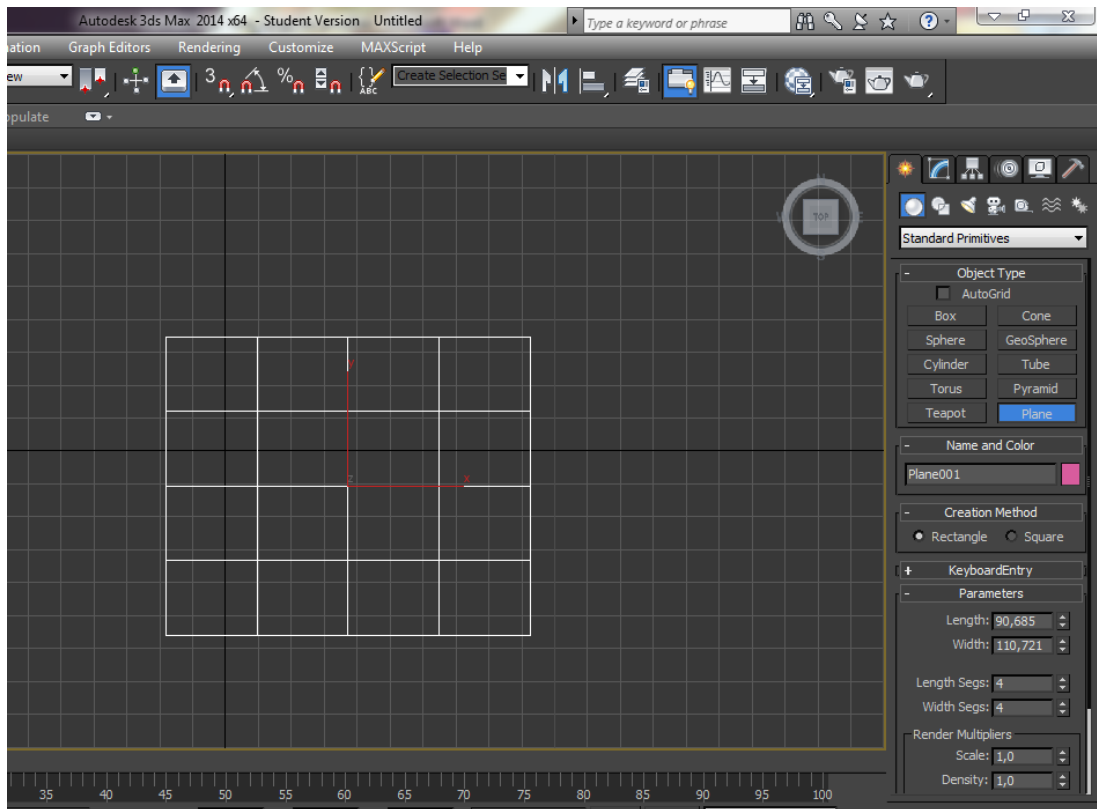 Autodesk 3ds Max 2014 x64 - Student Version Untitled
Type a keyword or phrase
Graph Editors Rendering Customize MAXScript Help
3
%
ABC
Create Selection Se
TOP
E
y
z
x
Standard Primitives
- Object Type
AutoGrid
Box Cone
Sphere GeoSphere
Cylinder Tube
Torus Pyramid
Teapot Plane
- Name and Color
Plane001
- Creation Method
Rectangle Square
+ KeyboardEntry
- Parameters
Length: 90,685
Width: 110,721
Length Segs: 4
Width Segs: 4
Render Multipliers
Scale: 1,0
Density: 1,0
35 40 45 50 55 60 65 70 75 80 85 90 95 100